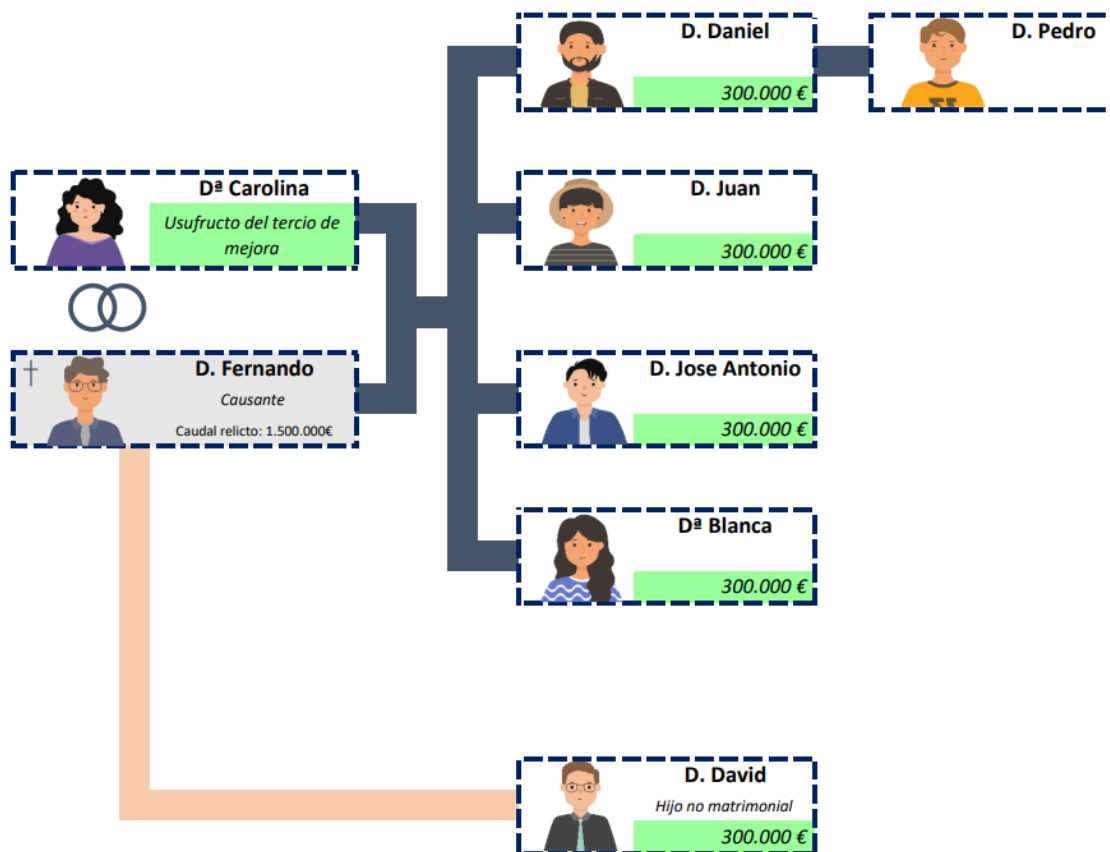 D. Daniel
300.000 €
D. Pedro
Dª Carolina
Usufructo del tercio de
mejora
D. Juan
300.000 €
D. Fernando
Causante
Caudal relicto: 1.500.000€
D. Jose Antonio
300.000 €
Dª Blanca
300.000 €
D. David
Hijo no matrimonial
300.000 €